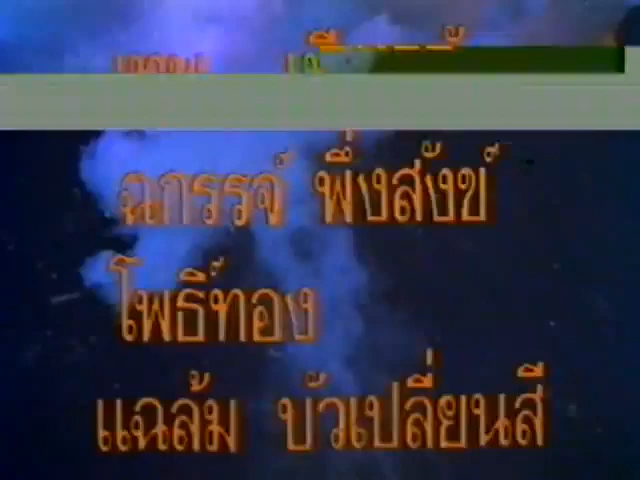 ฉกรรจ์ พึ่งสังข์
โพธิ์ทอง
แฉล้ม บัวเปลี่ยนสี